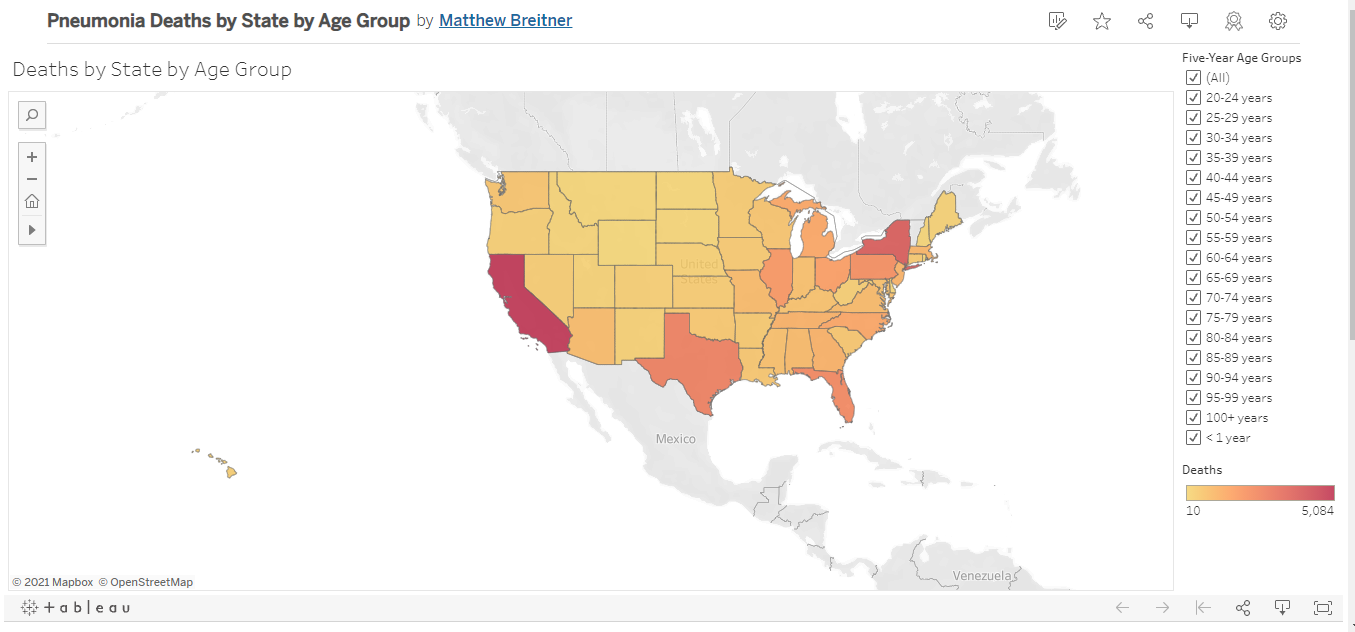 Pneumonia Deaths by State by Age Group by Matthew Breitner
Deaths by State by Age Group
Five-Year Age Groups
(All)
20-24 years
25-29 years
30-34 years
35-39 years
40-44 years
45-49 years
50-54 years
55-59 years
60-64 years
65-69 years
70-74 years
75-79 years
80-84 years
85-89 years
90-94 years
95-99 years
100+ years
< 1 year
Deaths
10 5,084
United
States
Mexico
Venezuela
© 2021 Mapbox © OpenStreetMap
+ a b | e a u